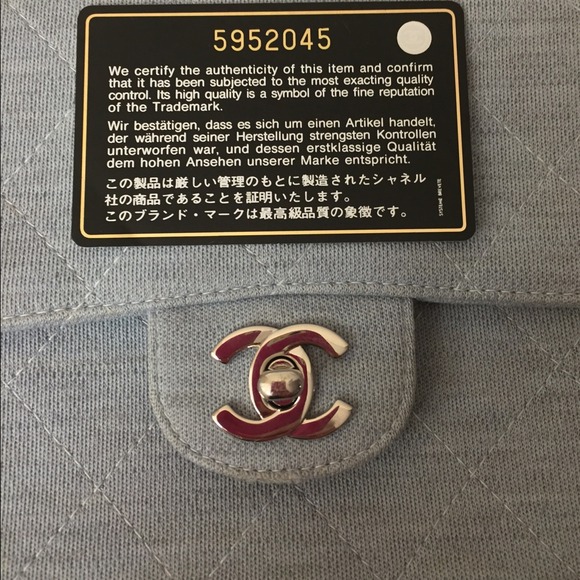 5952045
We certify the authenticity of this item and confirm
that it has been subjected to the most exacting quality
control. Its high quality is a symbol of the fine reputation
of the Trademark.
Wir bestätigen, dass es sich um einen Artikel handelt,
der während seiner Herstellung strengsten Kontrollen
unterworfen war, und dessen erstklassige Qualität
dem hohen Ansehen unserer Marke entspricht.
この製品は厳しい管理のもとに製造されたシャネル
社の商品であることを証明いたします。
このブランド・マークは最高級品質の象徴です。
SYSTEME BREVETE